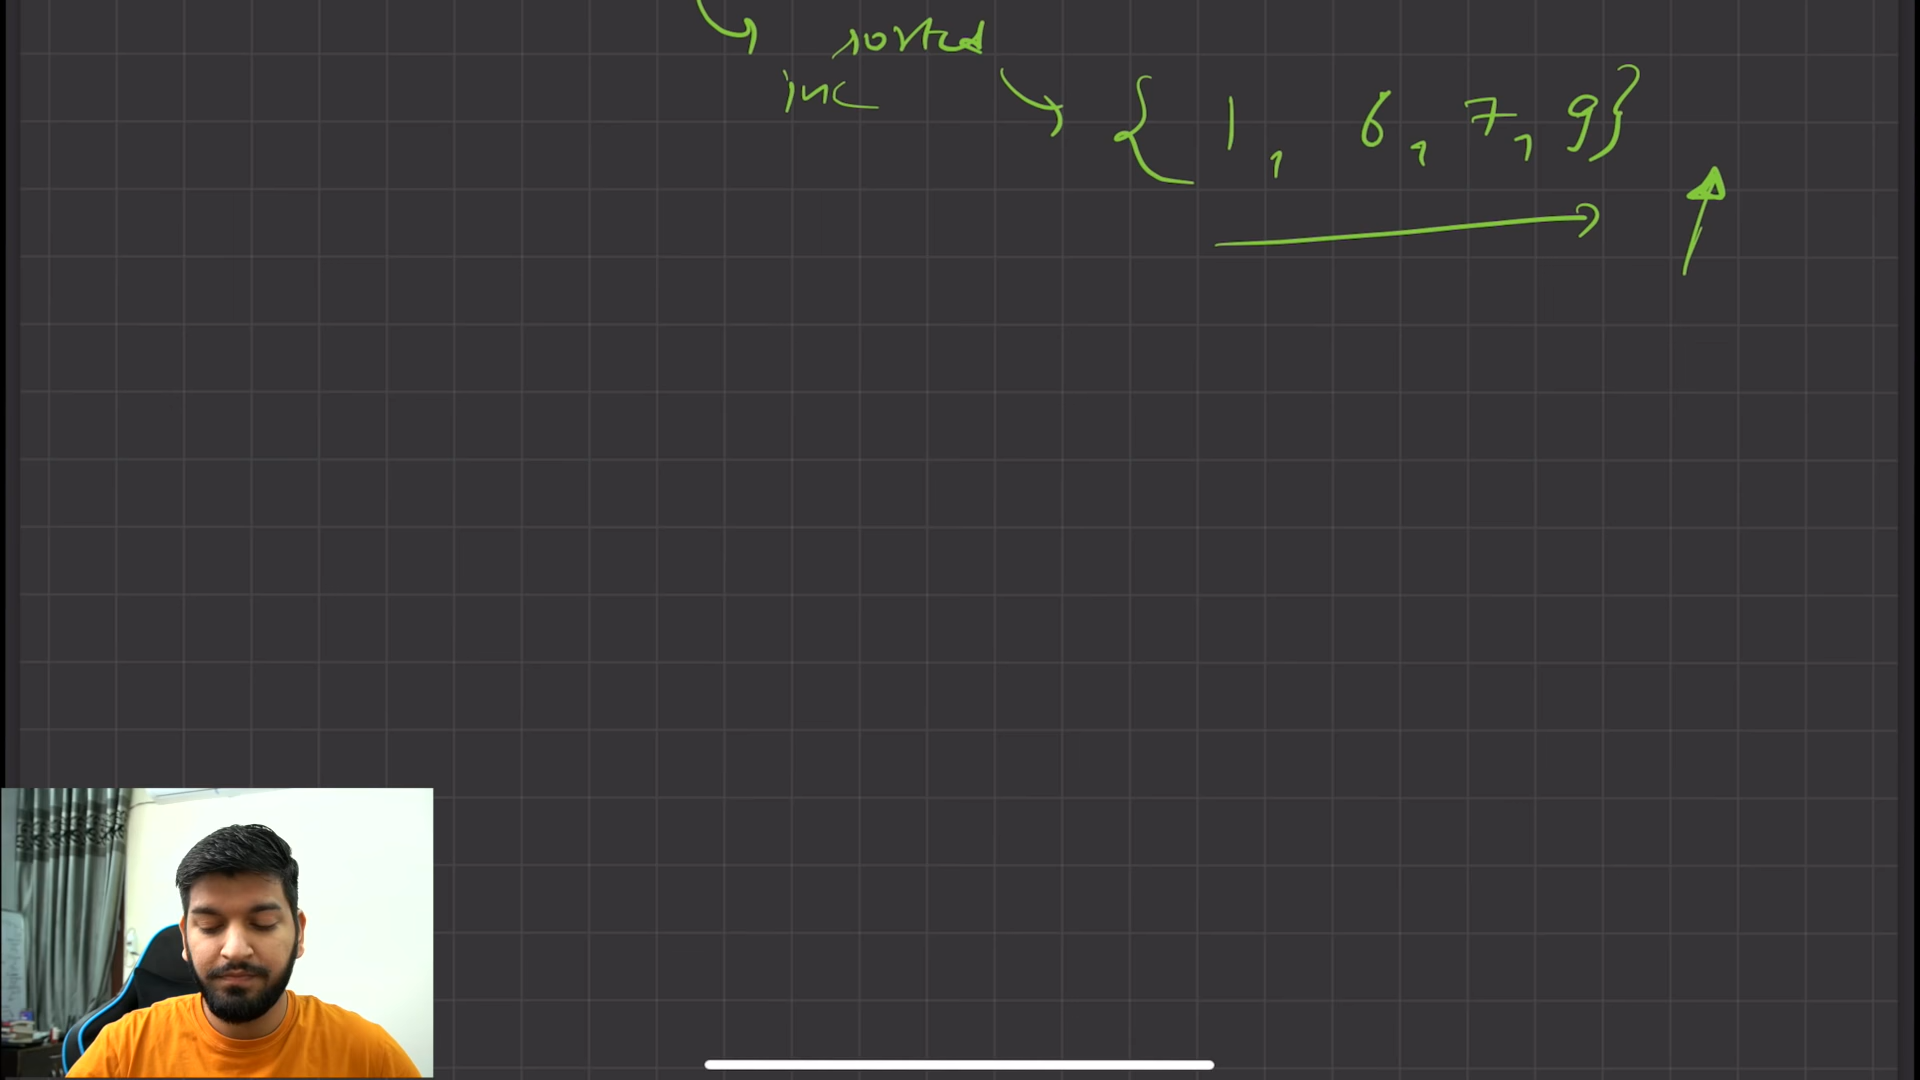 sorted
inc
{ 1, 6, 7, 9}